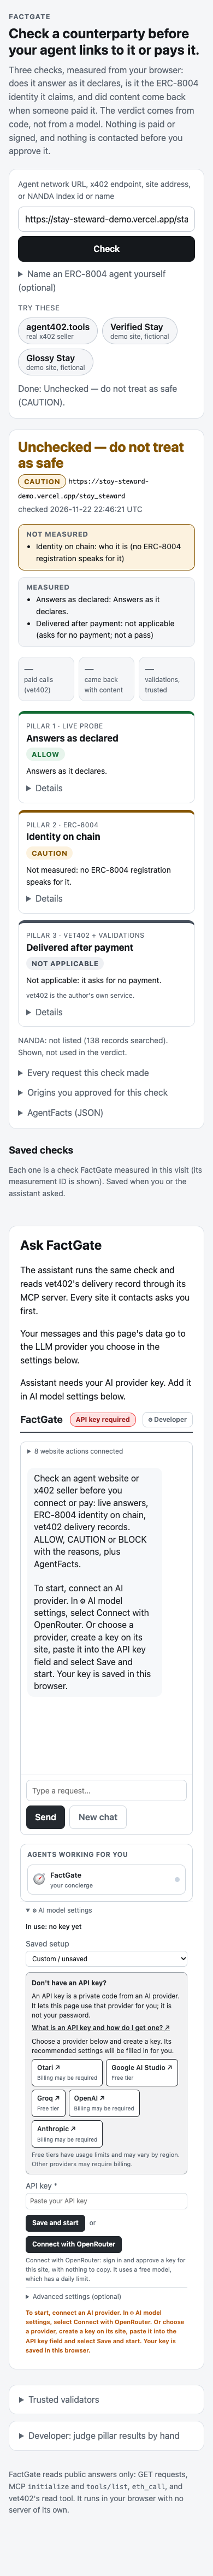 FACTGATE
Check a counterparty before
your agent links to it or pays it.
Three checks, measured from your browser:
does it answer as it declares, is it the ERC-8004
identity it claims, and did content come back
when someone paid it. The verdict comes from
code, not from a model. Nothing is paid or
signed, and nothing is contacted before you
approve it.
Agent network URL, x402 endpoint, site address,
or NANDA Index id or name
https://stay-steward-demo.vercel.app/sta
Check
▶ Name an ERC-8004 agent yourself
(optional)
TRY THESE
agent402.tools
real x402 seller
Verified Stay
demo site, fictional
Glossy Stay
demo site, fictional
Done: Unchecked — do not treat as safe
(CAUTION).
Unchecked — do not treat
as safe
CAUTION https://stay-steward-
demo.vercel.app/stay_steward
checked 2026-11-22 22:46:21 UTC
NOT MEASURED
• Identity on chain: who it is (no ERC-8004
registration speaks for it)
MEASURED
• Answers as declared: Answers as it
declares.
• Delivered after payment: not applicable
(asks for no payment; not a pass)
—
paid calls
(vet402)
—
came back
with content
—
validations,
trusted
PILLAR 1 · LIVE PROBE
Answers as declared
ALLOW
Answers as it declares.
▶ Details
PILLAR 2 · ERC-8004
Identity on chain
CAUTION
Not measured: no ERC-8004 registration
speaks for it.
▶ Details
PILLAR 3 · VET402 + VALIDATIONS
Delivered after payment
NOT APPLICABLE
Not applicable: it asks for no payment.
vet402 is the author's own service.
▶ Details
NANDA: not listed (138 records searched).
Shown, not used in the verdict.
▶ Every request this check made
▶ Origins you approved for this check
▶ AgentFacts (JSON)
Saved checks
Each one is a check FactGate measured in this visit (its
measurement ID is shown). Saved when you or the
assistant asked.
Ask FactGate
The assistant runs the same check and
reads vet402's delivery record through its
MCP server. Every site it contacts asks you
first.
Your messages and this page's data go to
the LLM provider you choose in the
settings below.
Assistant needs your AI provider key. Add it
in AI model settings below.
FactGate
API key required
⚙ Developer
▶ 8 website actions connected
Check an agent website or
x402 seller before you
connect or pay: live answers,
ERC-8004 identity on chain,
vet402 delivery records.
ALLOW, CAUTION or BLOCK
with the reasons, plus
AgentFacts.
To start, connect an AI
provider. In ⚙ AI model
settings, select Connect with
OpenRouter. Or choose a
provider, create a key on its
site, paste it into the API key
field and select Save and
start. Your key is saved in this
browser.
Type a request...
Send
New chat
AGENTS WORKING FOR YOU
FactGate
your concierge
▼ ⚙ AI model settings
In use: no key yet
Saved setup
Custom / unsaved
Don't have an API key?
An API key is a private code from an AI provider.
It lets this page use that provider for you; it is
not your password.
What is an API key and how do I get one? ↗
Choose a provider below and create a key. Its
recommended settings will be filled in for you.
Otari ↗
Billing may be required
Google AI Studio ↗
Free tier
Groq ↗
Free tier
OpenAI ↗
Billing may be required
Anthropic ↗
Billing may be required
Free tiers have usage limits and may vary by region.
Other providers may require billing.
API key *
Paste your API key
Save and start
or
Connect with OpenRouter
Connect with OpenRouter: sign in and approve a key for
this site, with nothing to copy. It uses a free model,
which has a daily limit.
▶ Advanced settings (optional)
To start, connect an AI provider. In ⚙ AI model
settings, select Connect with OpenRouter. Or choose
a provider, create a key on its site, paste it into the
API key field and select Save and start. Your key is
saved in this browser.
▶ Trusted validators
▶ Developer: judge pillar results by hand
FactGate reads public answers only: GET requests,
MCP initialize and tools/list, eth_call, and
vet402's read tool. It runs in your browser with no
server of its own.